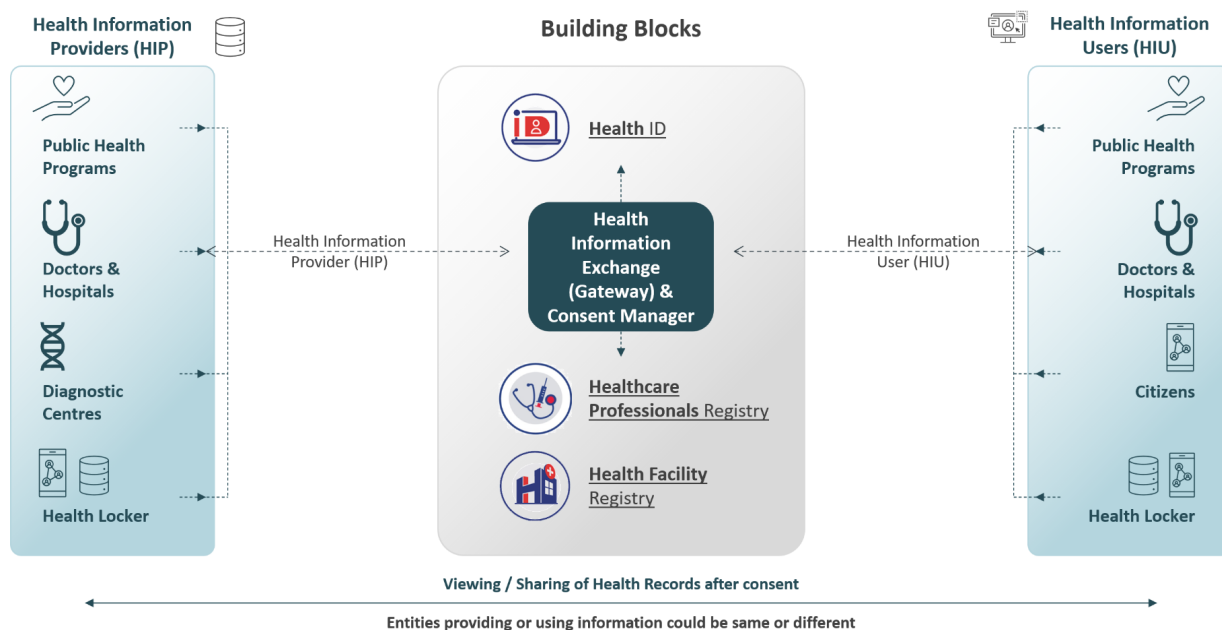 Health Information
Providers (HIP)
Building Blocks
Health Information
Users (HIU)
Public Health
Programs
Doctors &
Hospitals
Diagnostic
Centres
Health Locker
Health Information
Provider (HIP)
Health ID
Health
Information
Exchange
(Gateway) &
Consent Manager
Healthcare
Professionals Registry
Health Facility
Registry
Health Information
User (HIU)
Public Health
Programs
Doctors &
Hospitals
Citizens
Health Locker
Viewing / Sharing of Health Records after consent
Entities providing or using information could be same or different